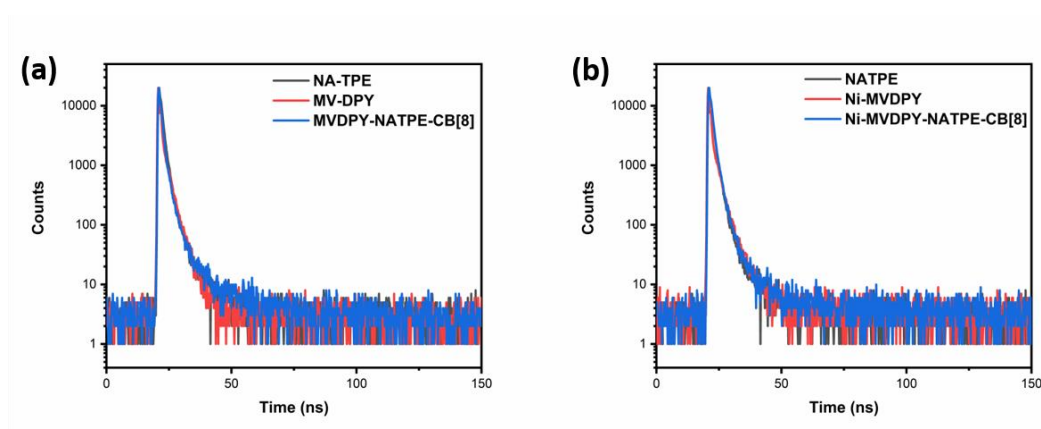 (a)
NA-TPE
MV-DPY
MVDPY-NATPE-CB[8]
10000
1000
100
10
1
Counts
0
50
100
150
Time (ns)
(b)
NATPE
Ni-MVDPY
Ni-MVDPY-NATPE-CB[8]
10000
1000
100
10
1
Counts
0
50
100
150
Time (ns)